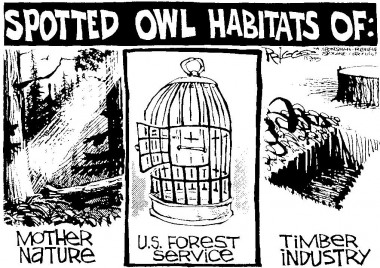 SPOTTED OWL HABITATS OF:
MOTHER
NATURE
U.S. FOREST
SERVICE
TIMBER
INDUSTRY